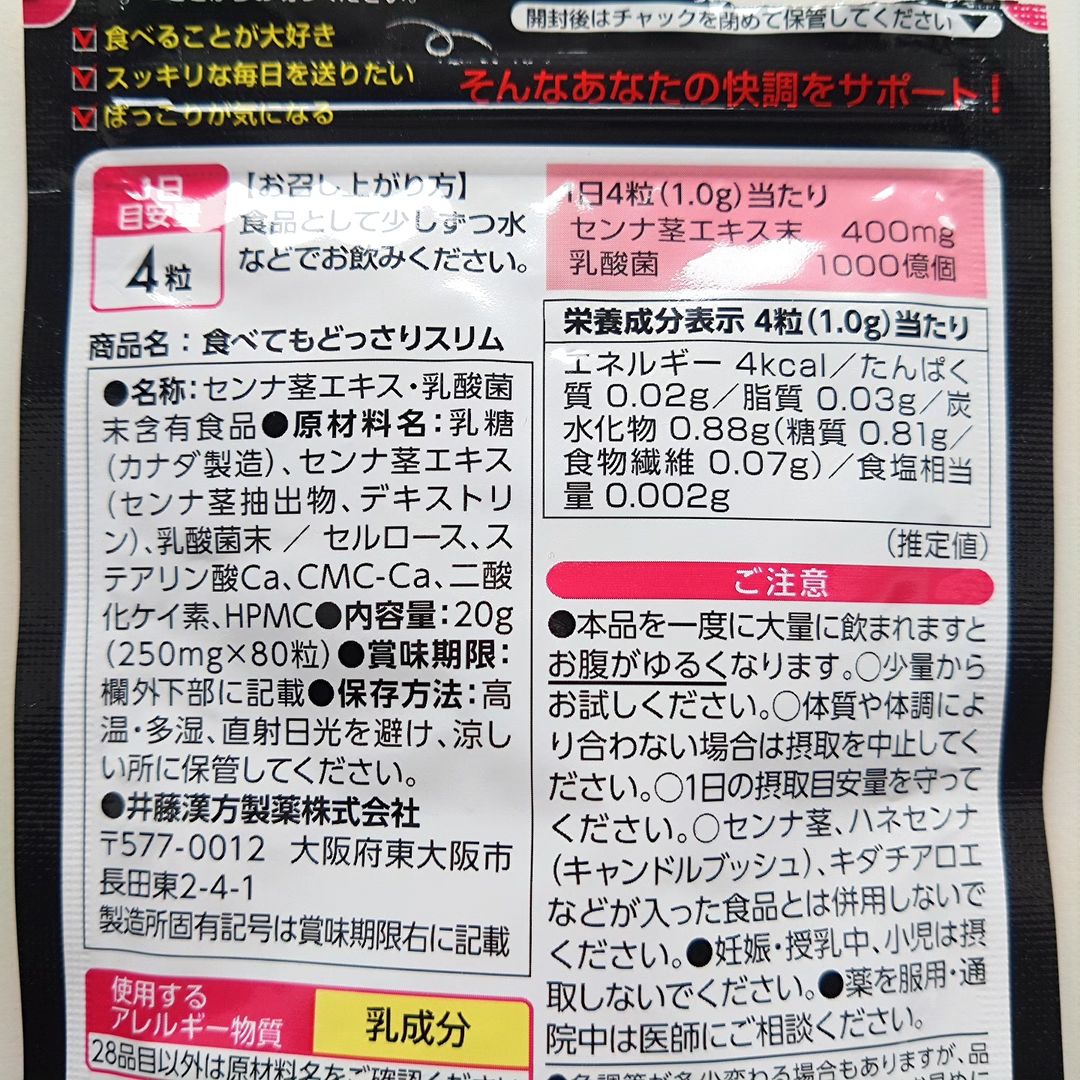 開封後はチャックを閉めて保管してください▼
食べることが大好き
スッキリな毎日を送りたい
ぽっこりが気になる
そんなあなたの快調をサポート!
1日
目安量
4粒
【お召し上がり方】
食品として少しずつ水
などでお飲みください。
商品名：食べてもどっさりスリム
●名称：センナ茎エキス・乳酸菌
末含有食品●原材料名：乳糖
(カナダ製造)、センナ茎エキス
(センナ茎抽出物、デキストリ
ン)、乳酸菌末／セルロース、ス
テアリン酸Ca、CMC-Ca、二酸
化ケイ素、HPMC●内容量：20g
(250mg×80粒)●賞味期限：
欄外下部に記載●保存方法：高
温・多湿、直射日光を避け、涼し
い所に保管してください。
●井藤漢方製薬株式会社
〒577-0012 大阪府東大阪市
長田東2-4-1
製造所固有記号は賞味期限右に記載
使用する
アレルギー物質
乳成分
28品目以外は原材料名をご確認ください
1日4粒(1.0g)当たり
センナ茎エキス末 400mg
乳酸菌 1000億個
栄養成分表示 4粒(1.0g)当たり
エネルギー 4kcal／たんぱく
質 0.02g／脂質 0.03g／炭
水化物 0.88g(糖質 0.81g／
食物繊維 0.07g)／食塩相当
量 0.002g
(推定値)
ご注意
●本品を一度に大量に飲まれますと
お腹がゆるくなります。○少量から
お試しください。○体質や体調によ
り合わない場合は摂取を中止してく
ださい。○1日の摂取目安量を守って
ください。○センナ茎、ハネセンナ
(キャンドルブッシュ)、キダチアロエ
などが入った食品とは併用しないで
ください。●妊娠・授乳中、小児は摂
取しないでください。●薬を服用・通
院中は医師にご相談ください。
●色調等が多少変わる場合もありますが、品